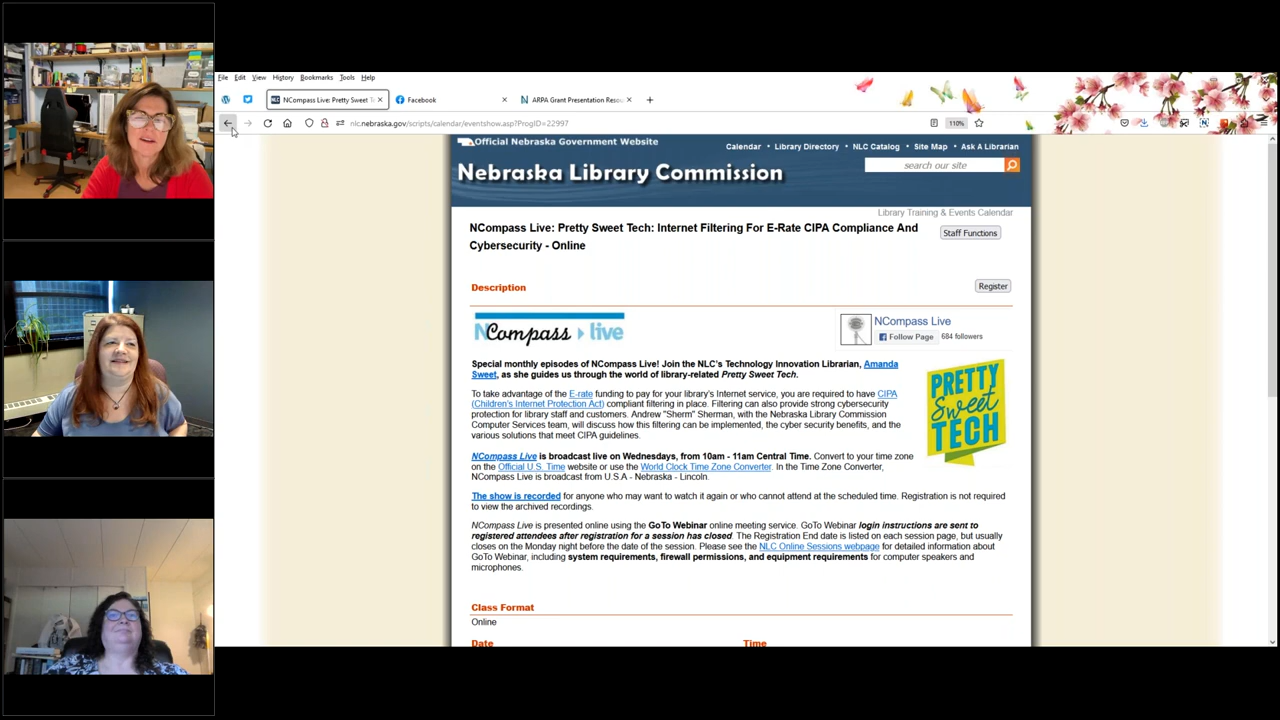 File Edit View History Bookmarks Tools Help
NCompass Live: Pretty Sweet Te
Facebook
ARPA Grant Presentation Resou
nlc.nebraska.gov/scripts/calendar/eventshow.asp?ProgID=22997
110%
Official Nebraska Government Website
Calendar • Library Directory • NLC Catalog • Site Map • Ask A Librarian
Nebraska Library Commission
search our site
Library Training & Events Calendar
NCompass Live: Pretty Sweet Tech: Internet Filtering For E-Rate CIPA Compliance And
Cybersecurity - Online
Staff Functions
Description
Register
NCompass live
NCompass Live
Follow Page 684 followers
Special monthly episodes of NCompass Live! Join the NLC's Technology Innovation Librarian, Amanda
Sweet, as she guides us through the world of library-related Pretty Sweet Tech.
PRETTY
Sweet
TECH
To take advantage of the E-rate funding to pay for your library's Internet service, you are required to have CIPA
(Children's Internet Protection Act) compliant filtering in place. Filtering can also provide strong cybersecurity
protection for library staff and customers. Andrew "Sherm" Sherman, with the Nebraska Library Commission
Computer Services team, will discuss how this filtering can be implemented, the cyber security benefits, and the
various solutions that meet CIPA guidelines.
NCompass Live is broadcast live on Wednesdays, from 10am - 11am Central Time. Convert to your time zone
on the Official U.S. Time website or use the World Clock Time Zone Converter. In the Time Zone Converter,
NCompass Live is broadcast from U.S.A - Nebraska - Lincoln.
The show is recorded for anyone who may want to watch it again or who cannot attend at the scheduled time. Registration is not required
to view the archived recordings.
NCompass Live is presented online using the GoTo Webinar online meeting service. GoTo Webinar login instructions are sent to
registered attendees after registration for a session has closed. The Registration End date is listed on each session page, but usually
closes on the Monday night before the date of the session. Please see the NLC Online Sessions webpage for detailed information about
GoTo Webinar, including system requirements, firewall permissions, and equipment requirements for computer speakers and
microphones.
Class Format
Online
Date
Time